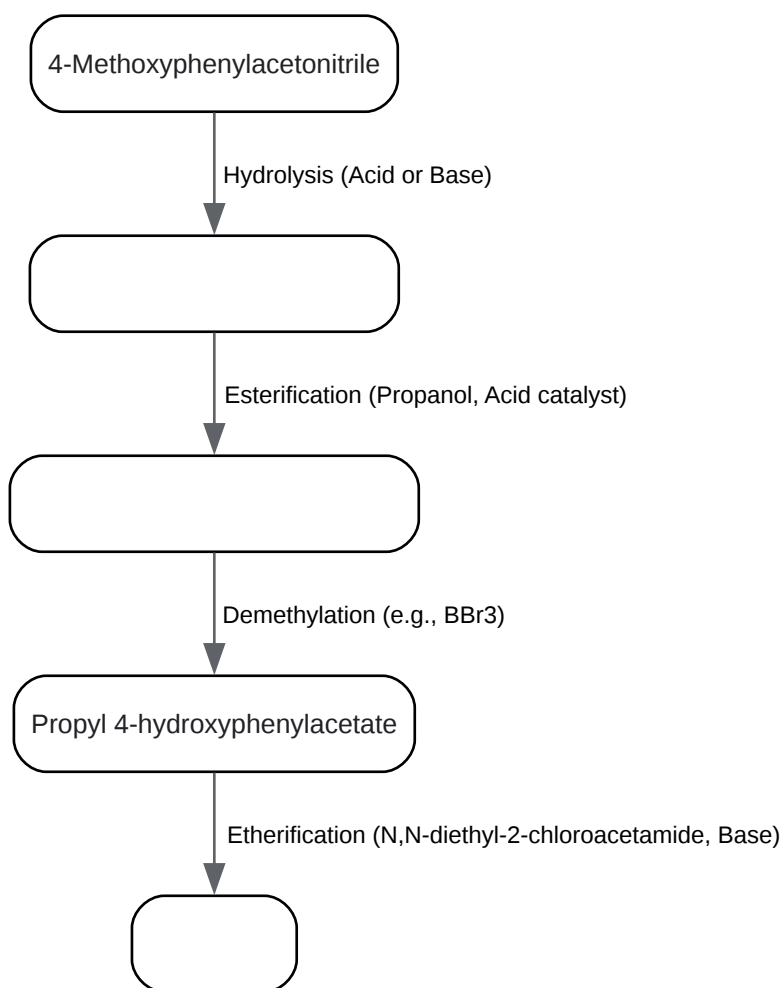 4-Methoxyphenylacetonitrile
Hydrolysis (Acid or Base)
Esterification (Propanol, Acid catalyst)
Demethylation (e.g., BBr3)
Propyl 4-hydroxyphenylacetate
Etherification (N,N-diethyl-2-chloroacetamide, Base)